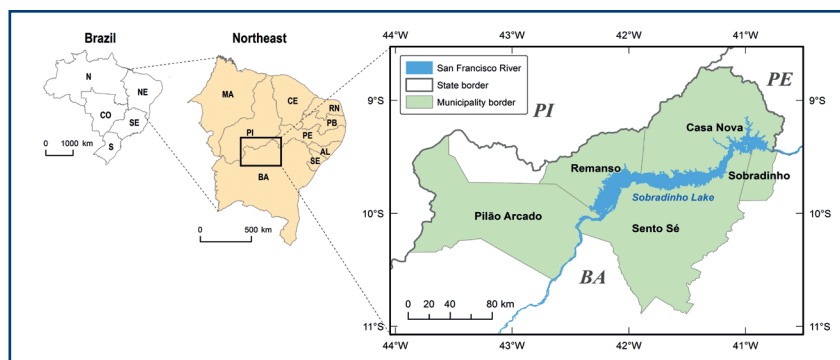 Brazil
N
NE
CO
SE
S
0 1000 km
Northeast
MA
CE
RN
PB
PI
PE
AL
SE
BA
0 500 km
44°W 43°W 42°W 41°W
San Francisco River
State border
Municipality border
PI
PE
9°S
9°S
Casa Nova
Remanso
Sobradinho
Sobradinho Lake
10°S
10°S
Pilão Arcado
Sento Sé
BA
0 20 40 80 km
11°S
11°S
44°W 43°W 42°W 41°W